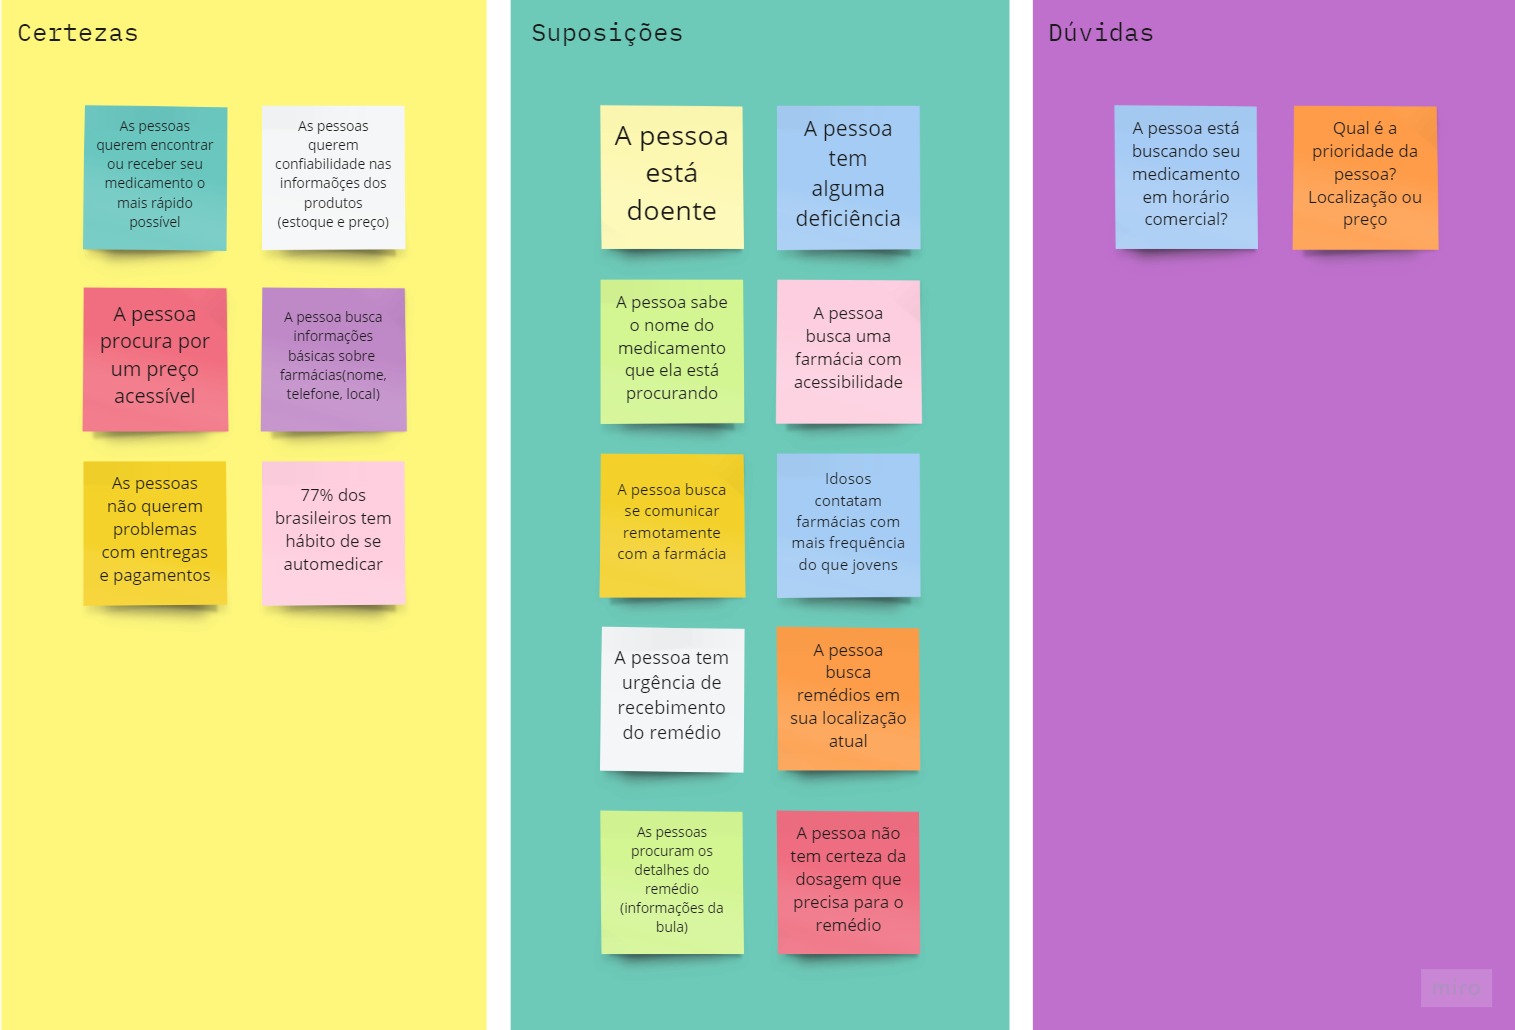 Certezas
As pessoas
querem encontrar
ou receber seu
medicamento o
mais rápido
possível
As pessoas
querem
confiabilidade nas
informaõçes dos
produtos
(estoque e preço)
A pessoa
procura por
um preço
acessível
A pessoa busca
informações
básicas sobre
farmácias(nome,
telefone, local)
As pessoas
não querem
problemas
com entregas
e pagamentos
77% dos
brasileiros tem
hábito de se
automedicar
Suposições
A pessoa
está
doente
A pessoa
tem
alguma
deficiência
A pessoa sabe
o nome do
medicamento
que ela está
procurando
A pessoa
busca uma
farmácia com
acessibilidade
A pessoa busca
se comunicar
remotamente
com a farmácia
Idosos
contatam
farmácias com
mais frequência
do que jovens
A pessoa tem
urgência de
recebimento
do remédio
A pessoa
busca
remédios em
sua localização
atual
As pessoas
procuram os
detalhes do
remédio
(informações da
bula)
A pessoa não
tem certeza da
dosagem que
precisa para o
remédio
Dúvidas
A pessoa está
buscando seu
medicamento
em horário
comercial?
Qual é a
prioridade da
pessoa?
Localização ou
preço
miro